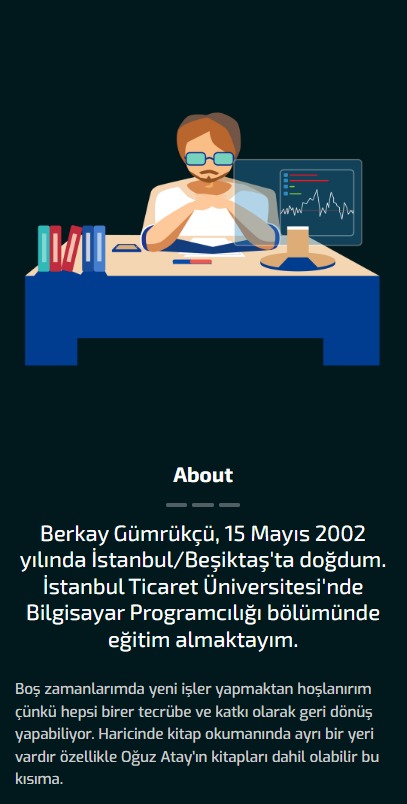 About
Berkay Gümrükçü, 15 Mayıs 2002
yılında İstanbul/Beşiktaş'ta doğdum.
İstanbul Ticaret Üniversitesi'nde
Bilgisayar Programcılığı bölümünde
eğitim almaktayım.
Boş zamanlarımda yeni işler yapmaktan hoşlanırım
çünkü hepsi birer tecrübe ve katkı olarak geri dönüş
yapabiliyor. Haricinde kitap okumanında ayrı bir yeri
vardır özellikle Oğuz Atay'ın kitapları dahil olabilir bu
kısıma.